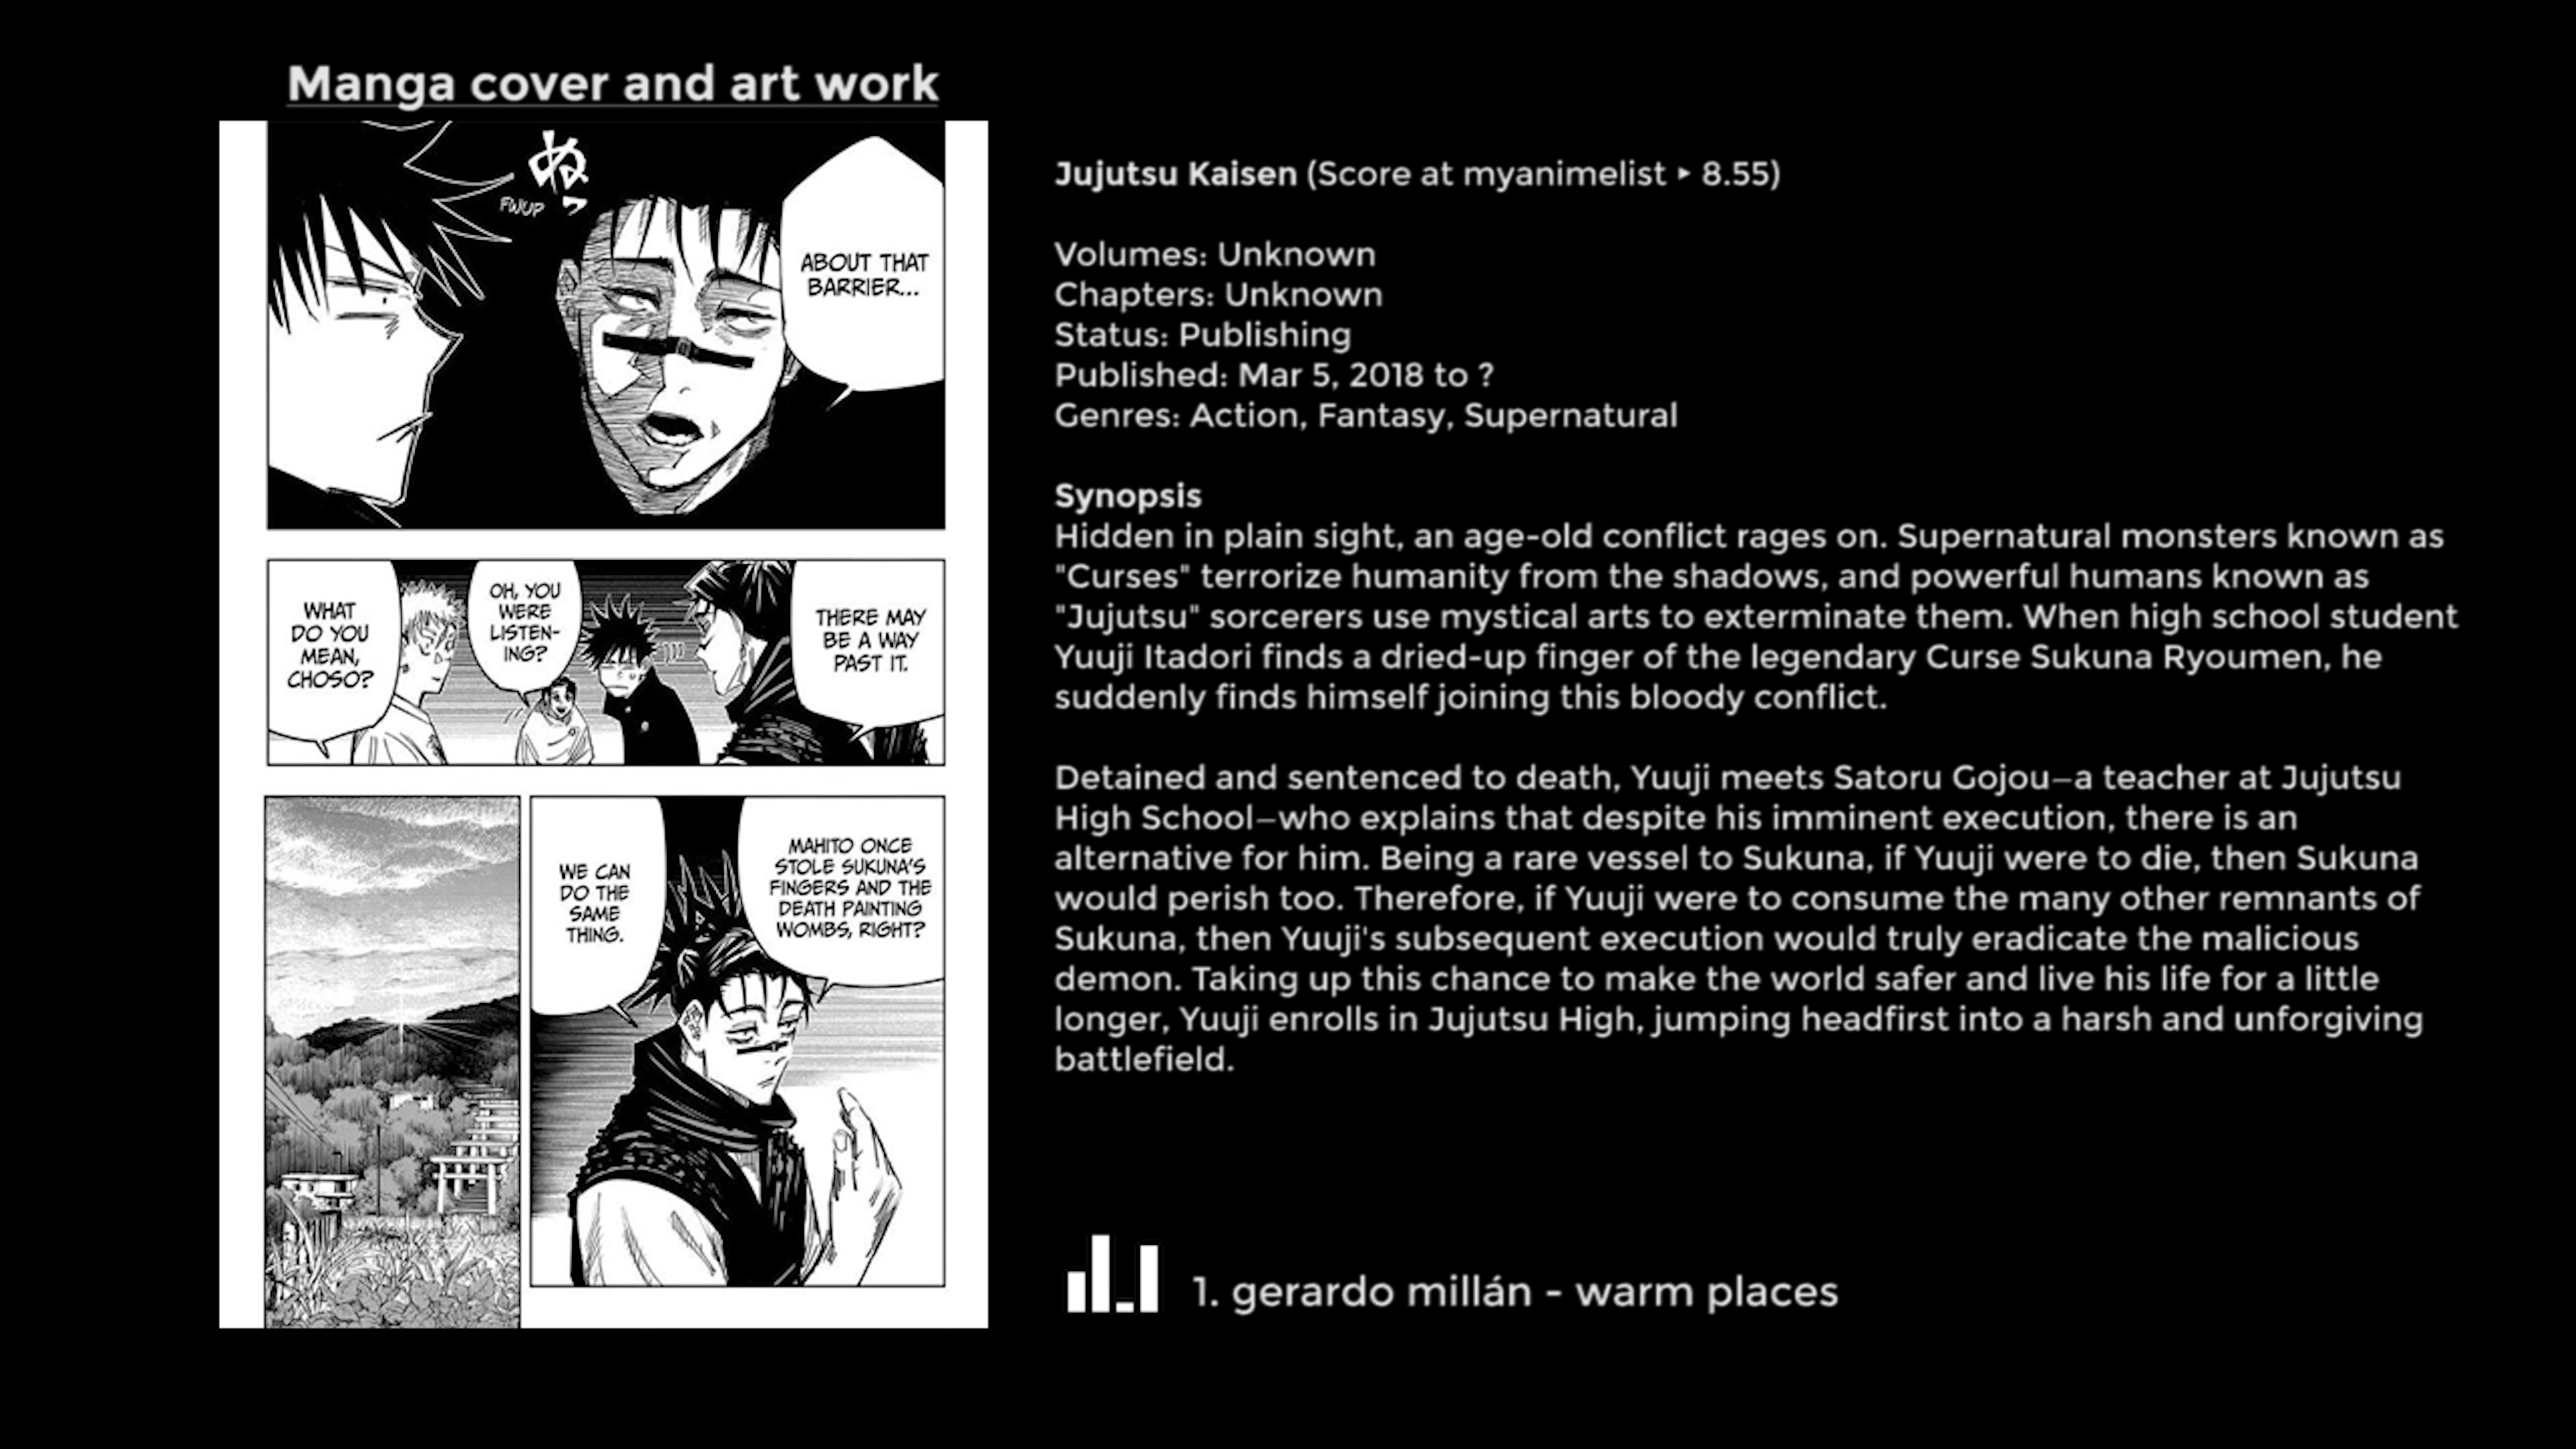 Manga cover and art work
ぬ
FWUP
ABOUT THAT
BARRIER...
THERE MAY
BE A WAY
PAST IT.
OH, YOU
WERE
LISTEN-
ING?
WHAT
DO YOU
MEAN,
CHOSO?
MAHITO ONCE
STOLE SUKUNA'S
FINGERS AND THE
DEATH PAINTING
WOMBS, RIGHT?
WE CAN
DO THE
SAME
THING.
Jujutsu Kaisen (Score at myanimelist ▸ 8.55)
Volumes: Unknown
Chapters: Unknown
Status: Publishing
Published: Mar 5, 2018 to ?
Genres: Action, Fantasy, Supernatural
Synopsis
Hidden in plain sight, an age-old conflict rages on. Supernatural monsters known as
"Curses" terrorize humanity from the shadows, and powerful humans known as
"Jujutsu" sorcerers use mystical arts to exterminate them. When high school student
Yuuji Itadori finds a dried-up finger of the legendary Curse Sukuna Ryoumen, he
suddenly finds himself joining this bloody conflict.
Detained and sentenced to death, Yuuji meets Satoru Gojou—a teacher at Jujutsu
High School—who explains that despite his imminent execution, there is an
alternative for him. Being a rare vessel to Sukuna, if Yuuji were to die, then Sukuna
would perish too. Therefore, if Yuuji were to consume the many other remnants of
Sukuna, then Yuuji's subsequent execution would truly eradicate the malicious
demon. Taking up this chance to make the world safer and live his life for a little
longer, Yuuji enrolls in Jujutsu High, jumping headfirst into a harsh and unforgiving
battlefield.
1. gerardo millán - warm places